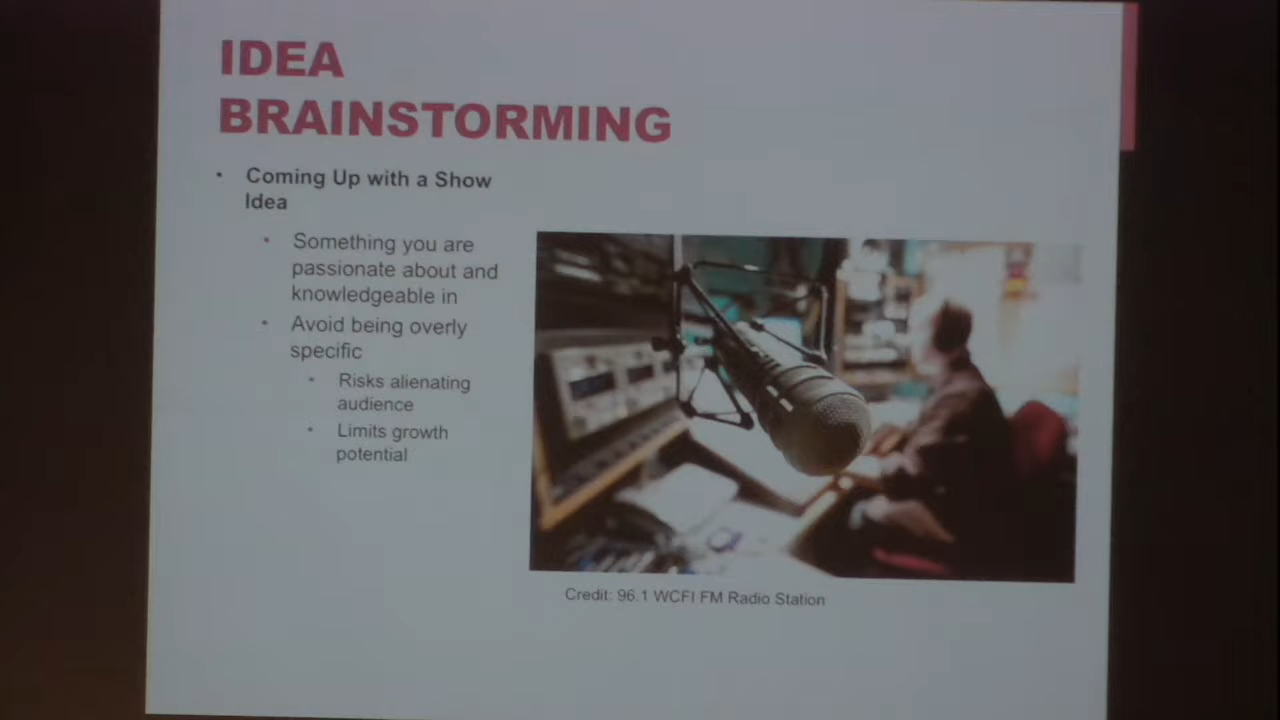 IDEA
BRAINSTORMING
• Coming Up with a Show
Idea
• Something you are
passionate about and
knowledgeable in
• Avoid being overly
specific
• Risks alienating
audience
• Limits growth
potential
Credit: 96.1 WCFI FM Radio Station